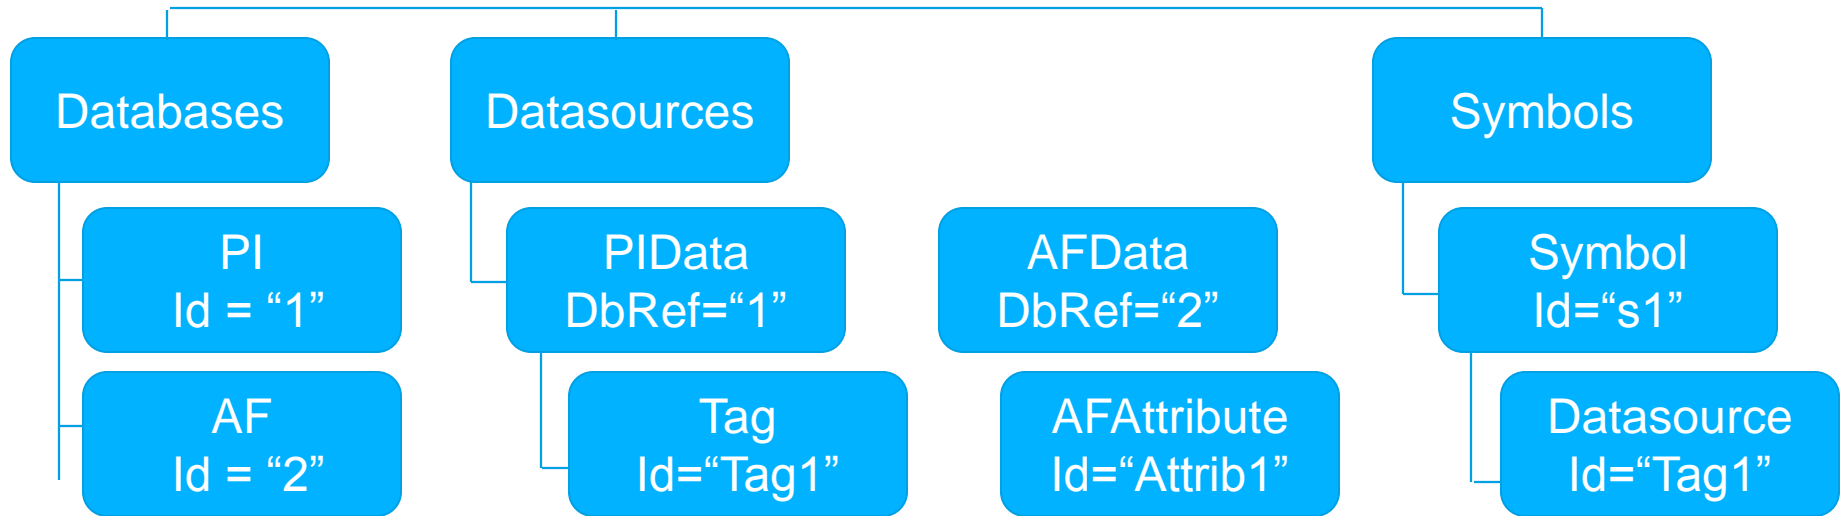 Databases
Datasources
Symbols
PI
Id = “1”
PIData
DbRef=“1”
AFData
DbRef=“2”
Symbol
Id=“s1”
AF
Id = “2”
Tag
Id=“Tag1”
AFAttribute
Id=“Attrib1”
Datasource
Id=“Tag1”